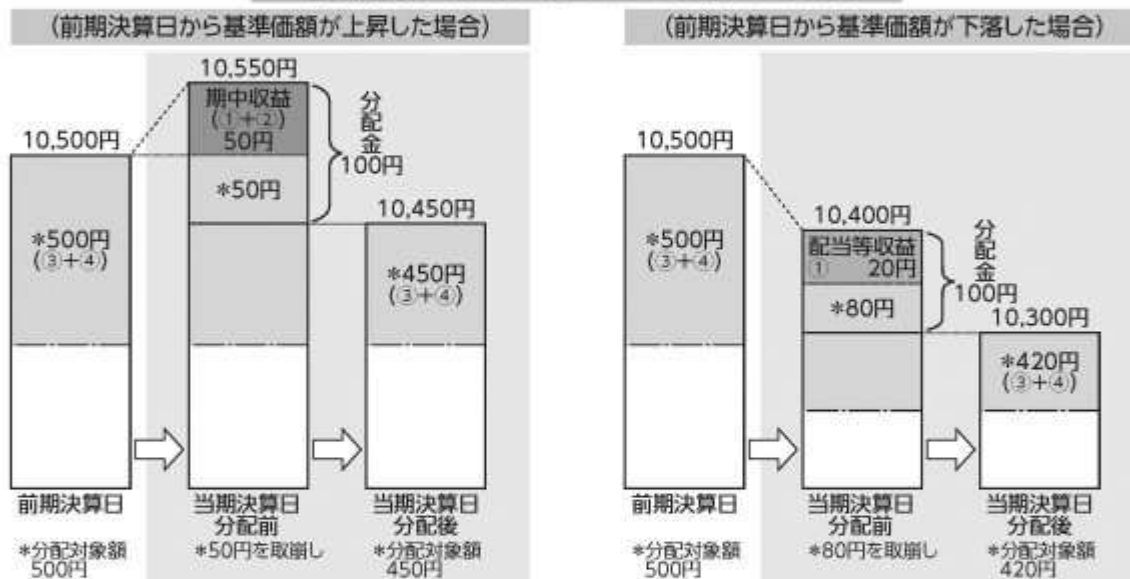 (前期決算日から基準価額が上昇した場合)
10,550円
期中収益
(①+②)
50円
分配金
100円
10,500円
*50円
10,450円
*500円
(③+④)
*450円
(③+④)
前期決算日
当期決算日
分配前
当期決算日
分配後
*分配対象額
500円
*50円を取崩し
*分配対象額
450円
(前期決算日から基準価額が下落した場合)
10,500円
10,400円
配当等収益
① 20円
分配金
100円
*500円
(③+④)
*80円
10,300円
*420円
(③+④)
前期決算日
当期決算日
分配前
当期決算日
分配後
*分配対象額
500円
*80円を取崩し
*分配対象額
420円